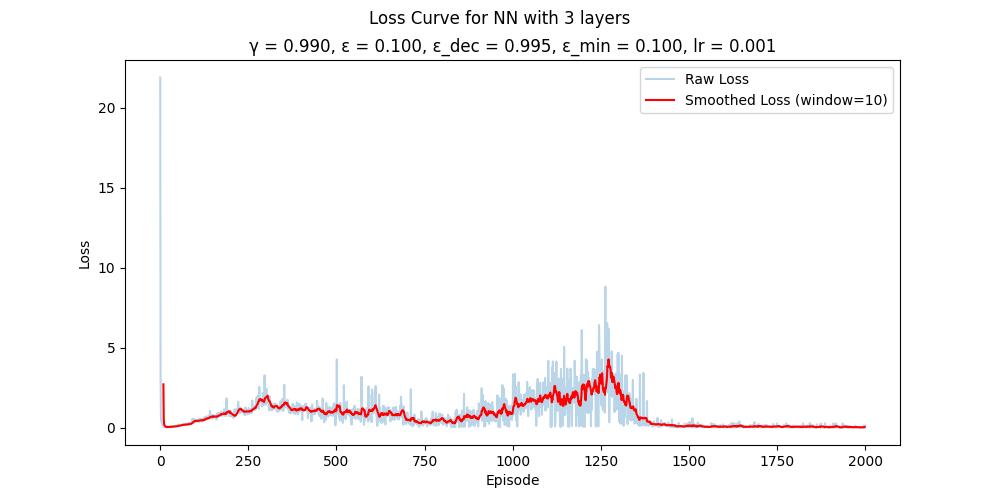 Loss Curve for NN with 3 layers
γ = 0.990, ε = 0.100, ε_dec = 0.995, ε_min = 0.100, lr = 0.001
Raw Loss
Smoothed Loss (window=10)
Loss
20
15
10
5
0
0 250 500 750 1000 1250 1500 1750 2000
Episode